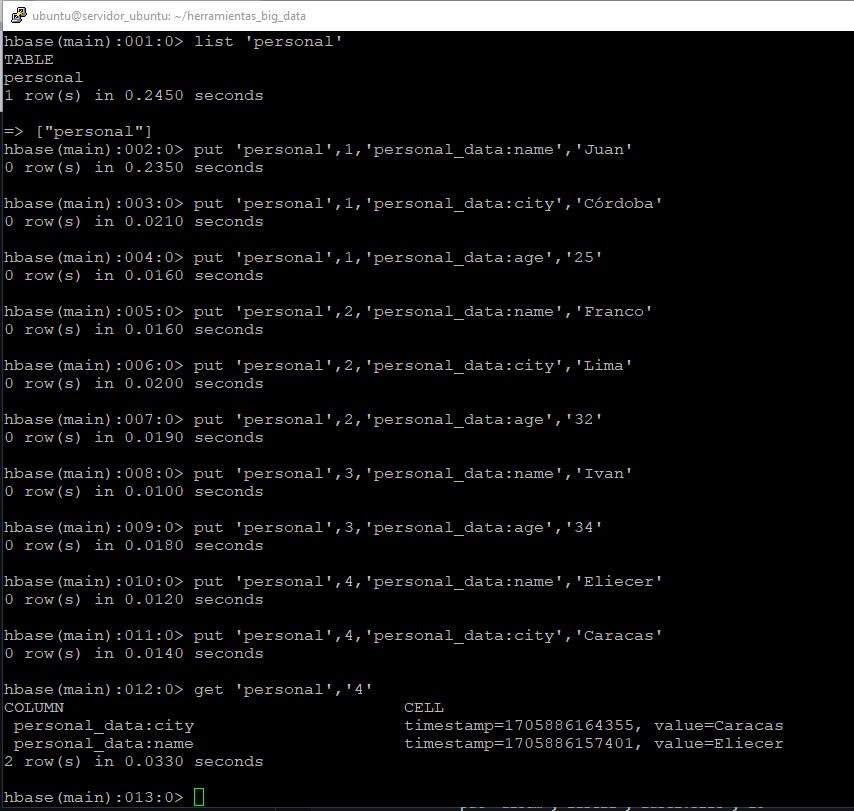 ubuntu@servidor_ubuntu: ~/herramientas_big_data
hbase(main):001:0> list 'personal'
TABLE
personal
1 row(s) in 0.2450 seconds
=> ["personal"]
hbase(main):002:0> put 'personal',1,'personal_data:name','Juan'
0 row(s) in 0.2350 seconds
hbase(main):003:0> put 'personal',1,'personal_data:city','Córdoba'
0 row(s) in 0.0210 seconds
hbase(main):004:0> put 'personal',1,'personal_data:age','25'
0 row(s) in 0.0160 seconds
hbase(main):005:0> put 'personal',2,'personal_data:name','Franco'
0 row(s) in 0.0160 seconds
hbase(main):006:0> put 'personal',2,'personal_data:city','Lima'
0 row(s) in 0.0200 seconds
hbase(main):007:0> put 'personal',2,'personal_data:age','32'
0 row(s) in 0.0190 seconds
hbase(main):008:0> put 'personal',3,'personal_data:name','Ivan'
0 row(s) in 0.0100 seconds
hbase(main):009:0> put 'personal',3,'personal_data:age','34'
0 row(s) in 0.0180 seconds
hbase(main):010:0> put 'personal',4,'personal_data:name','Eliecer'
0 row(s) in 0.0120 seconds
hbase(main):011:0> put 'personal',4,'personal_data:city','Caracas'
0 row(s) in 0.0140 seconds
hbase(main):012:0> get 'personal','4'
COLUMN CELL
personal_data:city timestamp=1705886164355, value=Caracas
personal_data:name timestamp=1705886157401, value=Eliecer
2 row(s) in 0.0330 seconds
hbase(main):013:0>